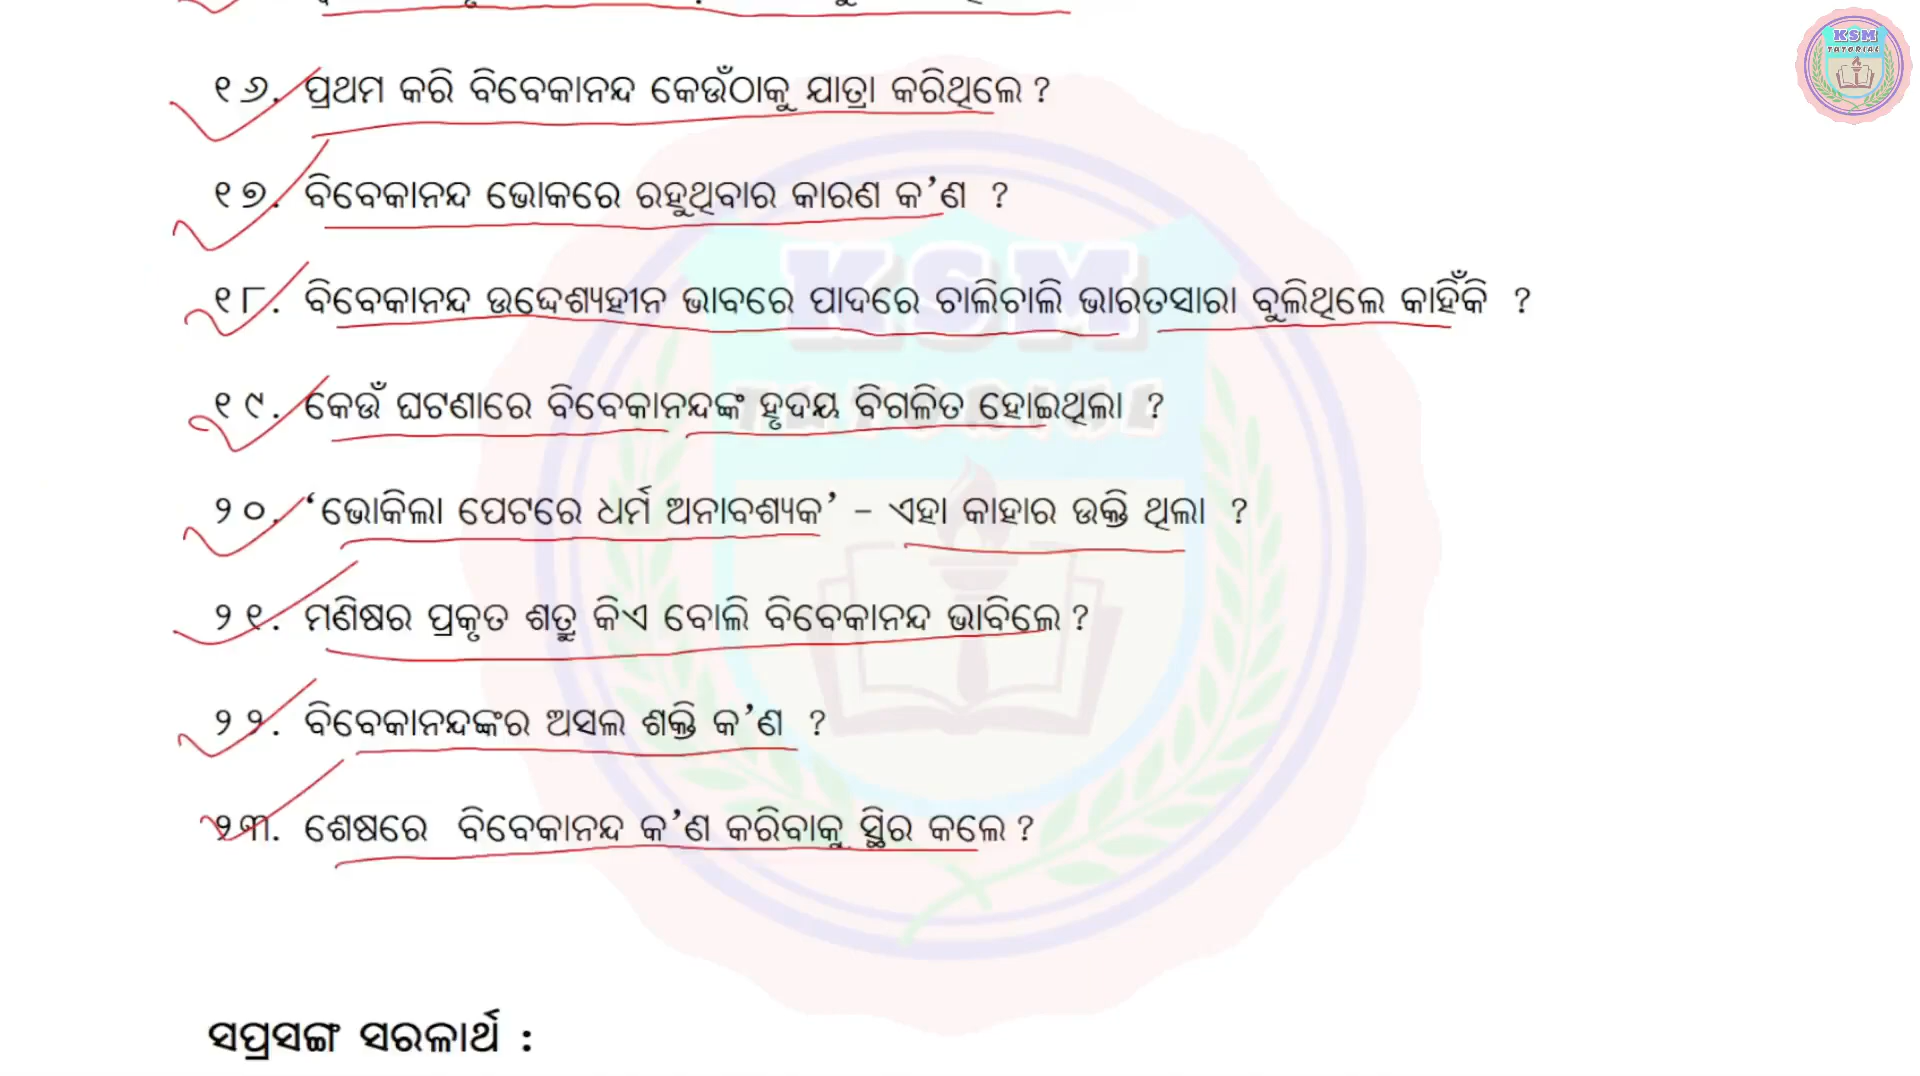 KSM
TATORIAL
୧୬. ପ୍ରଥମ କରି ବିବେକାନନ୍ଦ କେଉଁଠାକୁ ଯାତ୍ରା କରିଥିଲେ ?
୧୭. ବିବେକାନନ୍ଦ ଭୋକରେ ରହୁଥିବାର କାରଣ କ’ଣ ?
୧୮. ବିବେକାନନ୍ଦ ଉଦ୍ଦେଶ୍ୟହୀନ ଭାବରେ ପାଦରେ ଚାଲିଚାଲି ଭାରତସାରା ବୁଲିଥିଲେ କାହିଁକି ?
୧୯. କେଉଁ ଘଟଣାରେ ବିବେକାନନ୍ଦଙ୍କ ହୃଦୟ ବିଗଳିତ ହୋଇଥିଲା ?
୨୦. ‘ଭୋକିଲା ପେଟରେ ଧର୍ମ ଅନାବଶ୍ୟକ’ – ଏହା କାହାର ଉକ୍ତି ଥିଲା ?
୨୧. ମଣିଷର ପ୍ରକୃତ ଶତ୍ରୁ କିଏ ବୋଲି ବିବେକାନନ୍ଦ ଭାବିଲେ ?
୨୨. ବିବେକାନନ୍ଦଙ୍କର ଅସଲ ଶକ୍ତି କ’ଣ ?
୨୩. ଶେଷରେ ବିବେକାନନ୍ଦ କ’ଣ କରିବାକୁ ସ୍ଥିର କଲେ ?
ସପ୍ରସଙ୍ଗ ସରଳାର୍ଥ :